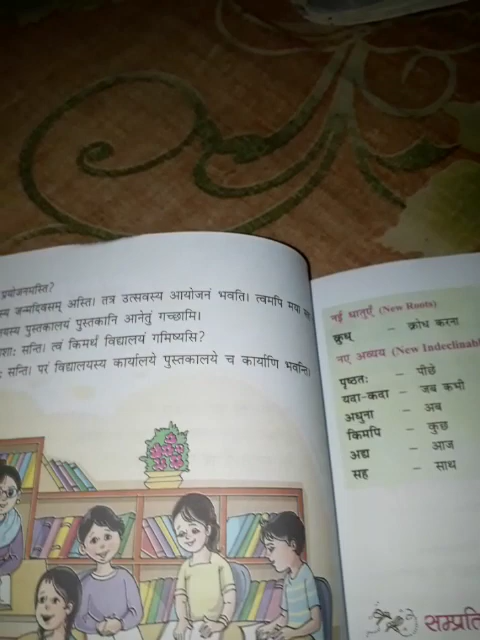 प्रयोजनमस्ति?
जन्मदिवसम् अस्ति। तत्र उत्सवस्य आयोजनं भवति। त्वमपि मया
पुस्तकालयं पुस्तकानि आनेतुं गच्छामि।
सन्ति। त्वं किमर्थं विद्यालयं गमिष्यसि?
सन्ति। परं विद्यालयस्य कार्यालये पुस्तकालये च कार्याणि भवन्ति।
नई धातुएँ (New Roots)
क्रुध् – क्रोध करना
नए अव्यय (New Indeclinabl
पृष्ठतः – पीछे
यदा-कदा – जब कभी
अधुना – अब
किमपि – कुछ
अद्य – आज
सह – साथ
सम्प्रति